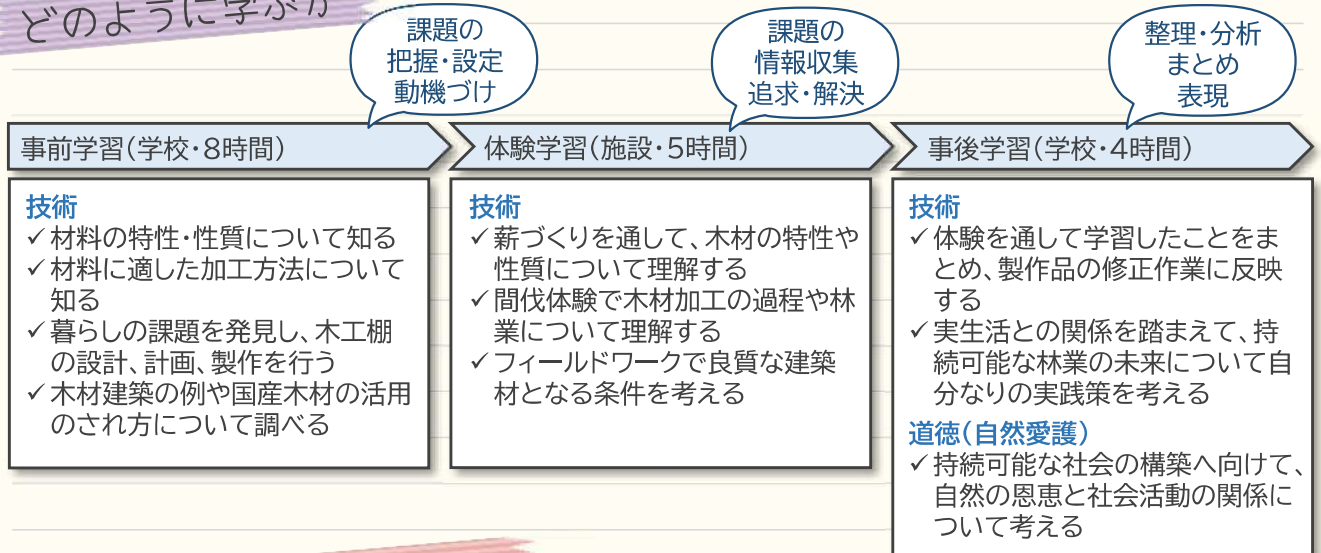 どのように学ぶか
課題の
把握・設定
動機づけ
課題の
情報収集
追求・解決
整理・分析
まとめ
表現
事前学習(学校・8時間)
体験学習(施設・5時間)
事後学習(学校・4時間)
技術
✓材料の特性・性質について知る
✓材料に適した加工方法について
知る
✓暮らしの課題を発見し、木工棚
の設計、計画、製作を行う
✓木材建築の例や国産木材の活用
のされ方について調べる
技術
✓薪づくりを通して、木材の特性や
性質について理解する
✓間伐体験で木材加工の過程や林
業について理解する
✓フィールドワークで良質な建築
材となる条件を考える
技術
✓体験を通して学習したことをま
とめ、製作品の修正作業に反映
する
✓実生活との関係を踏まえて、持
続可能な林業の未来について自
分なりの実践策を考える
道徳(自然愛護)
✓持続可能な社会の構築へ向けて、
自然の恩恵と社会活動の関係に
ついて考える